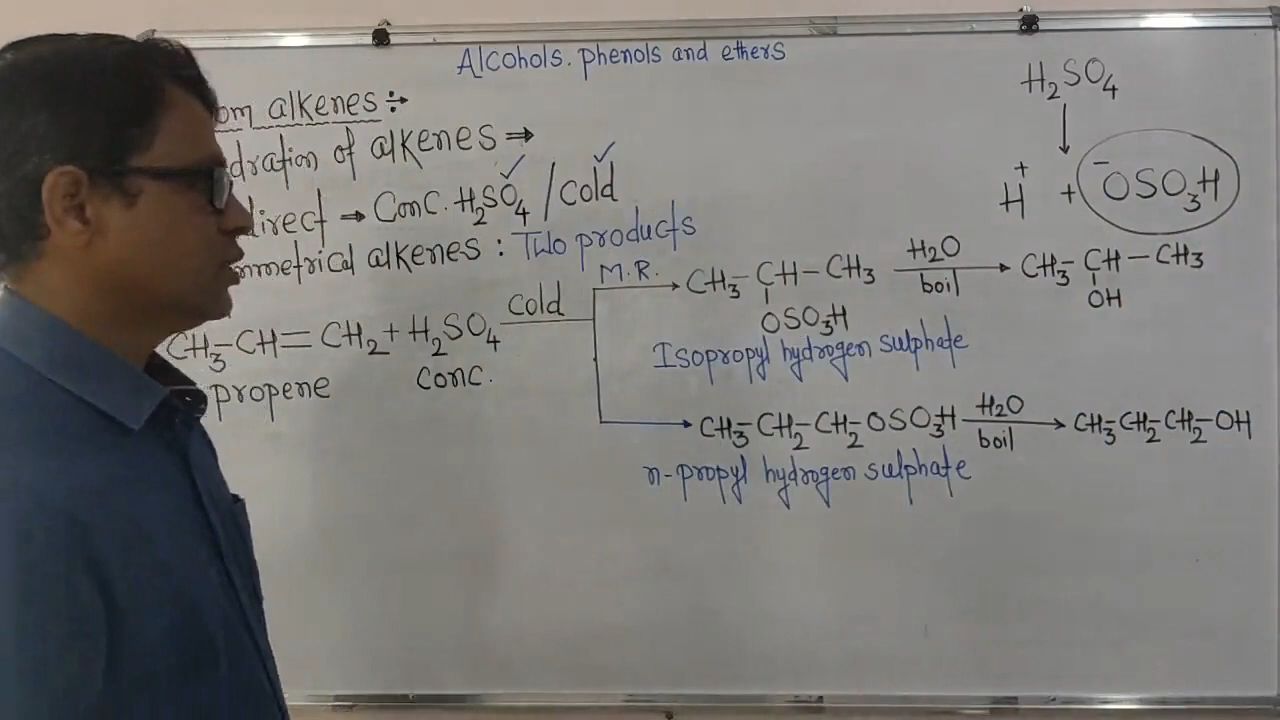 Alcohols. phenols and ethers
om alkenes :-
dration of alkenes ⇒
direct → Conc. H₂SO₄ / Cold
mmetrical alkenes : Two products
CH₃-CH=CH₂ + H₂SO₄ Cold
propene conc.
M.R. CH₃-CH-CH₃ H₂O boil CH₃-CH-CH₃
OSO₃H OH
Isopropyl hydrogen sulphate
CH₃-CH₂-CH₂OSO₃H H₂O boil CH₃-CH₂-CH₂-OH
n-propyl hydrogen sulphate
H₂SO₄
H⁺ + ⁻OSO₃H